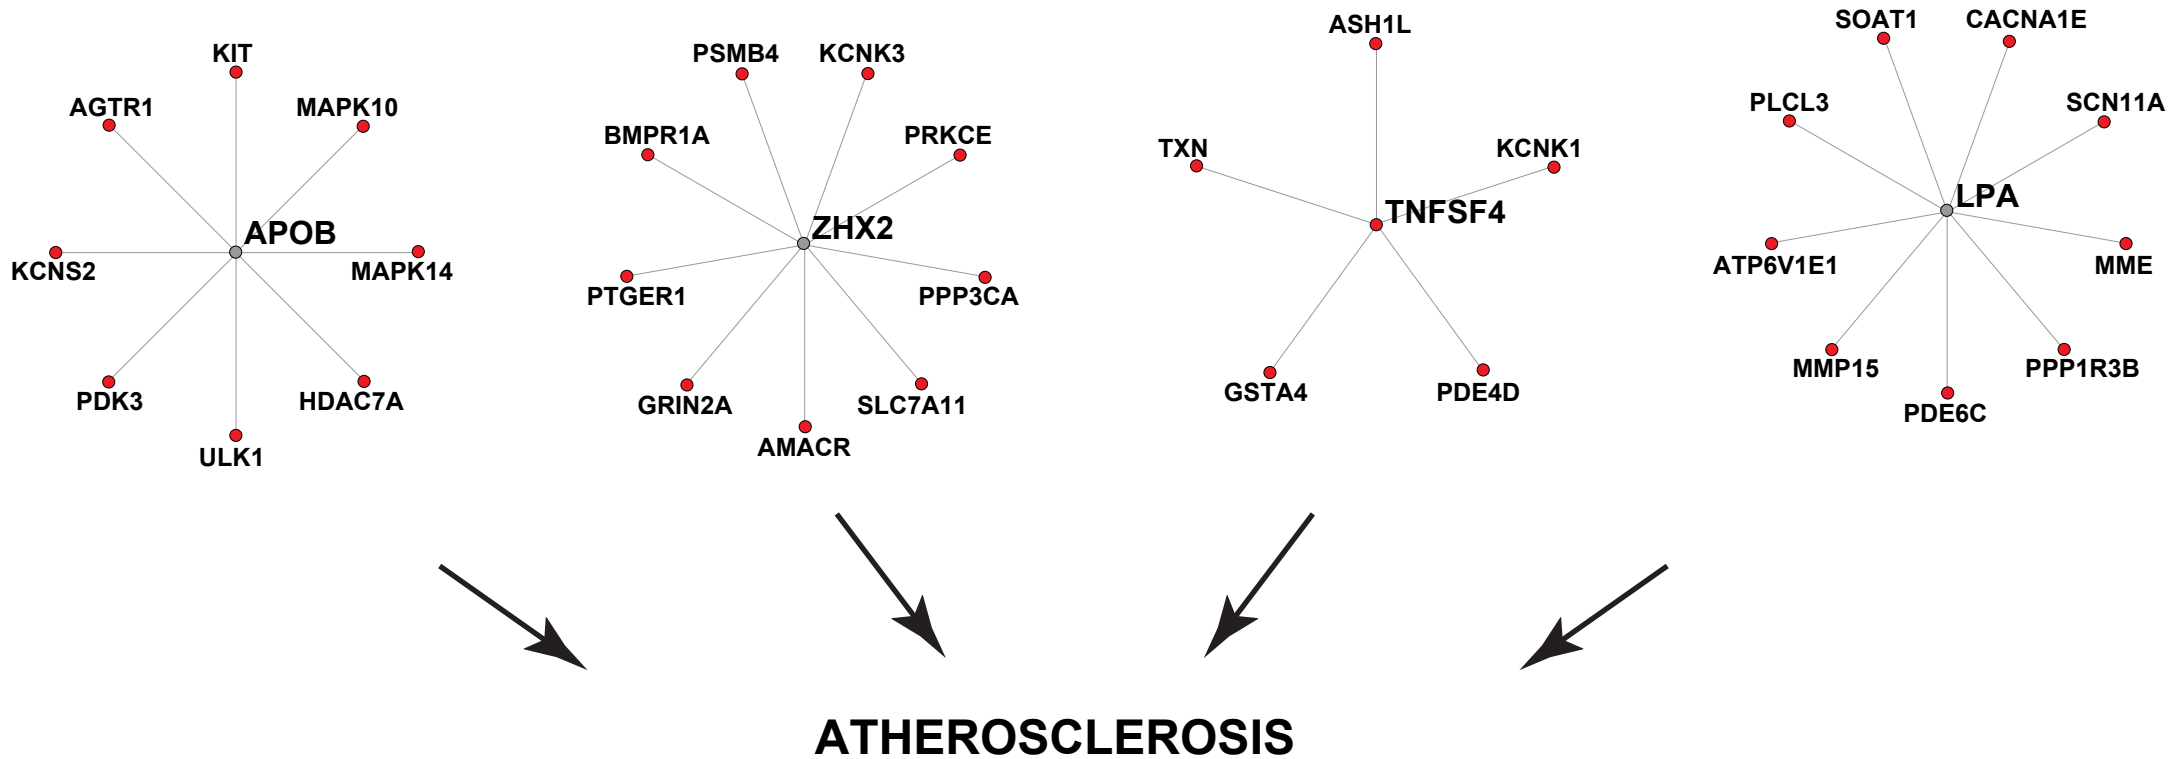 KIT
AGTR1
MAPK10
APOB
KCNS2
MAPK14
PDK3
HDAC7A
ULK1
PSMB4
KCNK3
BMPR1A
PRKCE
ZHX2
PTGER1
PPP3CA
GRIN2A
SLC7A11
AMACR
ASH1L
TXN
KCNK1
TNFSF4
GSTA4
PDE4D
SOAT1
CACNA1E
PLCL3
SCN11A
LPA
ATP6V1E1
MME
MMP15
PPP1R3B
PDE6C
ATHEROSCLEROSIS